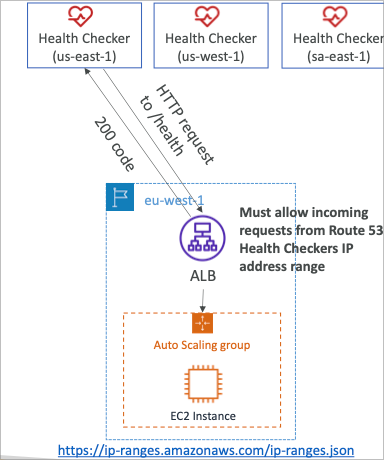 Health Checker
(us-east-1)
Health Checker
(us-west-1)
Health Checker
(sa-east-1)
HTTP request
to /health
200 code
eu-west-1
Must allow incoming
requests from Route 53
Health Checkers IP
address range
ALB
Auto Scaling group
EC2 Instance
https://ip-ranges.amazonaws.com/ip-ranges.json